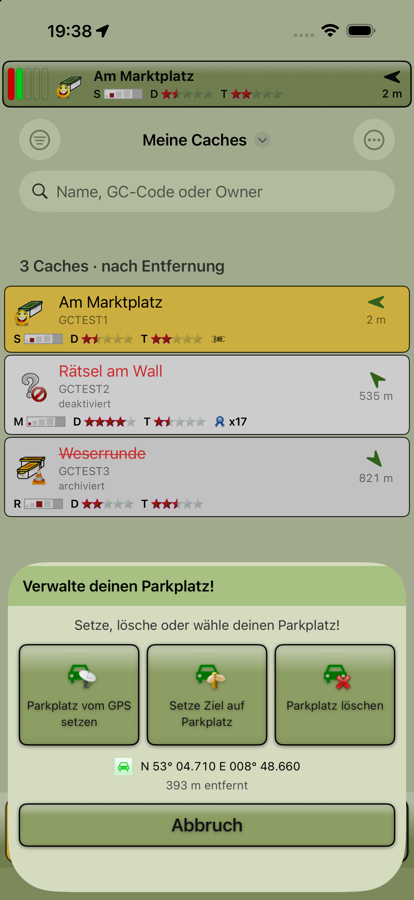 19:38
Am Marktplatz
S D T 2 m
Meine Caches
Name, GC-Code oder Owner
3 Caches · nach Entfernung
Am Marktplatz
GCTEST1
2 m
S D T
Rätsel am Wall
GCTEST2
deaktiviert
535 m
M D T x17
Weserrunde
GCTEST3
archiviert
821 m
R D T
Verwalte deinen Parkplatz!
Setze, lösche oder wähle deinen Parkplatz!
Parkplatz vom GPS
setzen
Setze Ziel auf
Parkplatz
Parkplatz löschen
N 53° 04.710 E 008° 48.660
393 m entfernt
Abbruch